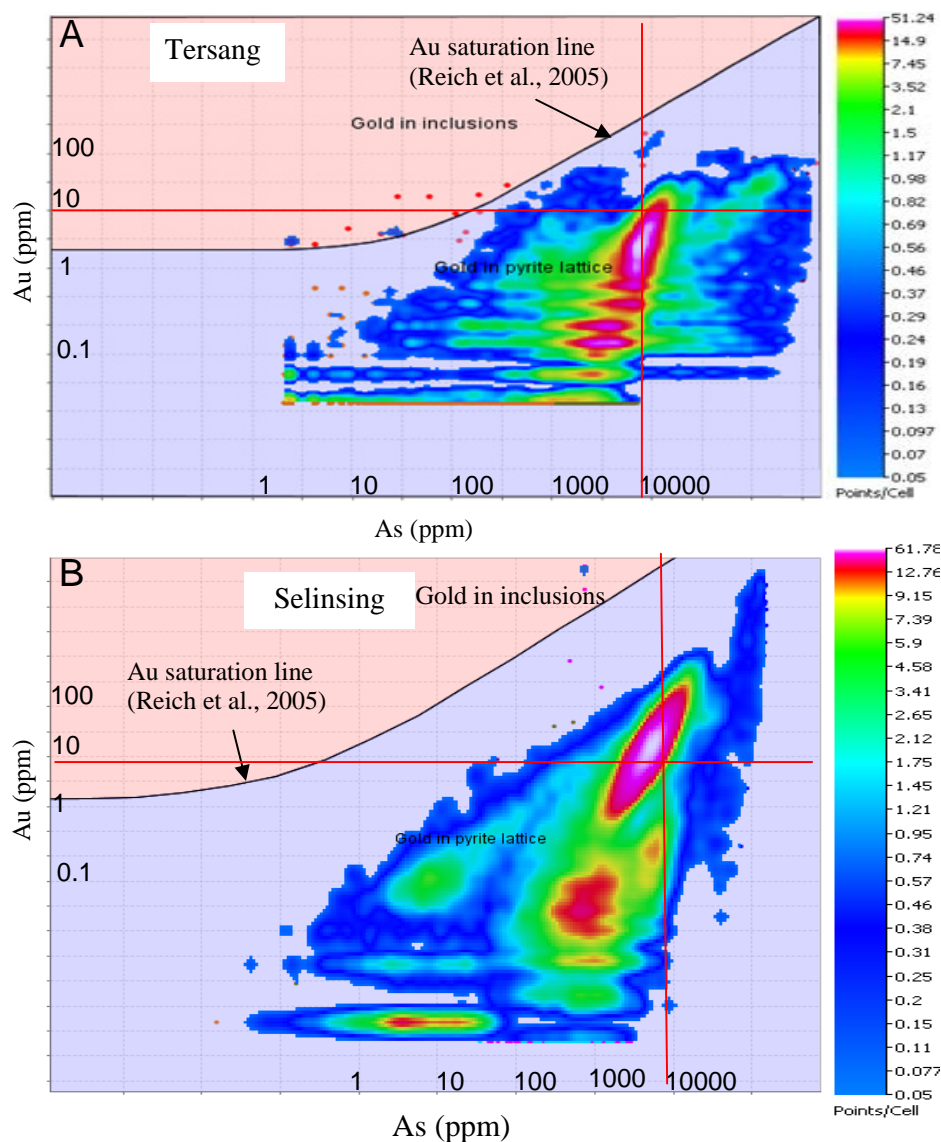 A
Tersang
Au saturation line
(Reich et al., 2005)
Gold in inclusions
Gold in pyrite lattice
100
10
1
0.1
Au (ppm)
1 10 100 1000 10000
As (ppm)
51.24
14.9
7.45
3.52
2.1
1.5
1.17
0.92
0.82
0.66
0.56
0.46
0.37
0.29
0.24
0.19
0.16
0.13
0.097
0.07
0.05
Points/Cell
B
Selinsing
Gold in inclusions
Au saturation line
(Reich et al., 2005)
Gold in pyrite lattice
100
10
1
0.1
Au (ppm)
1 10 100 1000 10000
As (ppm)
61.78
12.76
9.15
5.9
4.58
3.41
2.65
2.12
1.75
1.45
1.21
0.95
0.74
0.57
0.46
0.38
0.25
0.2
0.15
0.11
0.077
0.05
Points/Cell